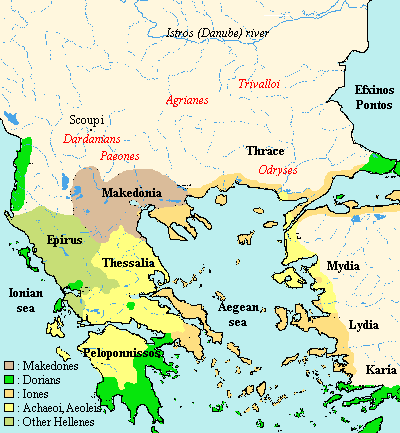 Istros (Danube) river
Trivalloi
Efxinos
Pontos
Agrianes
Scoupi
Dardanians
Paeones
Thrace
Odryses
Makedonia
Epirus
Thessalia
Mydia
Ionian
sea
Aegean
sea
Lydia
Peloponnissos
Karia
: Makedones
: Dorians
: Iones
: Achaeoi, Aeoleis
: Other Hellenes